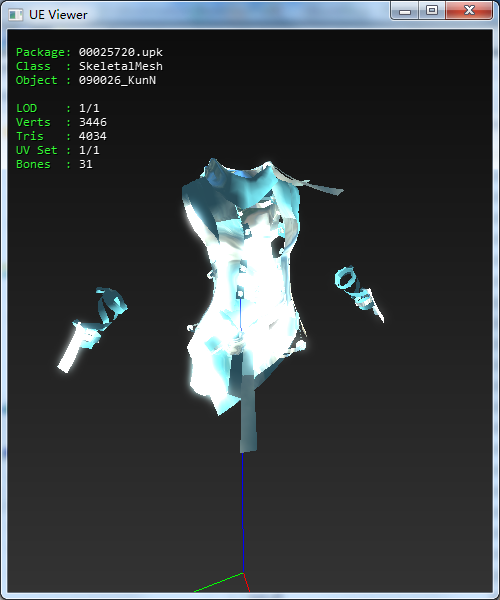 UE Viewer
Package: 00025720.upk
Class : SkeletalMesh
Object : 090026_KunN
LOD : 1/1
Verts : 3446
Tris : 4034
UV Set : 1/1
Bones : 31